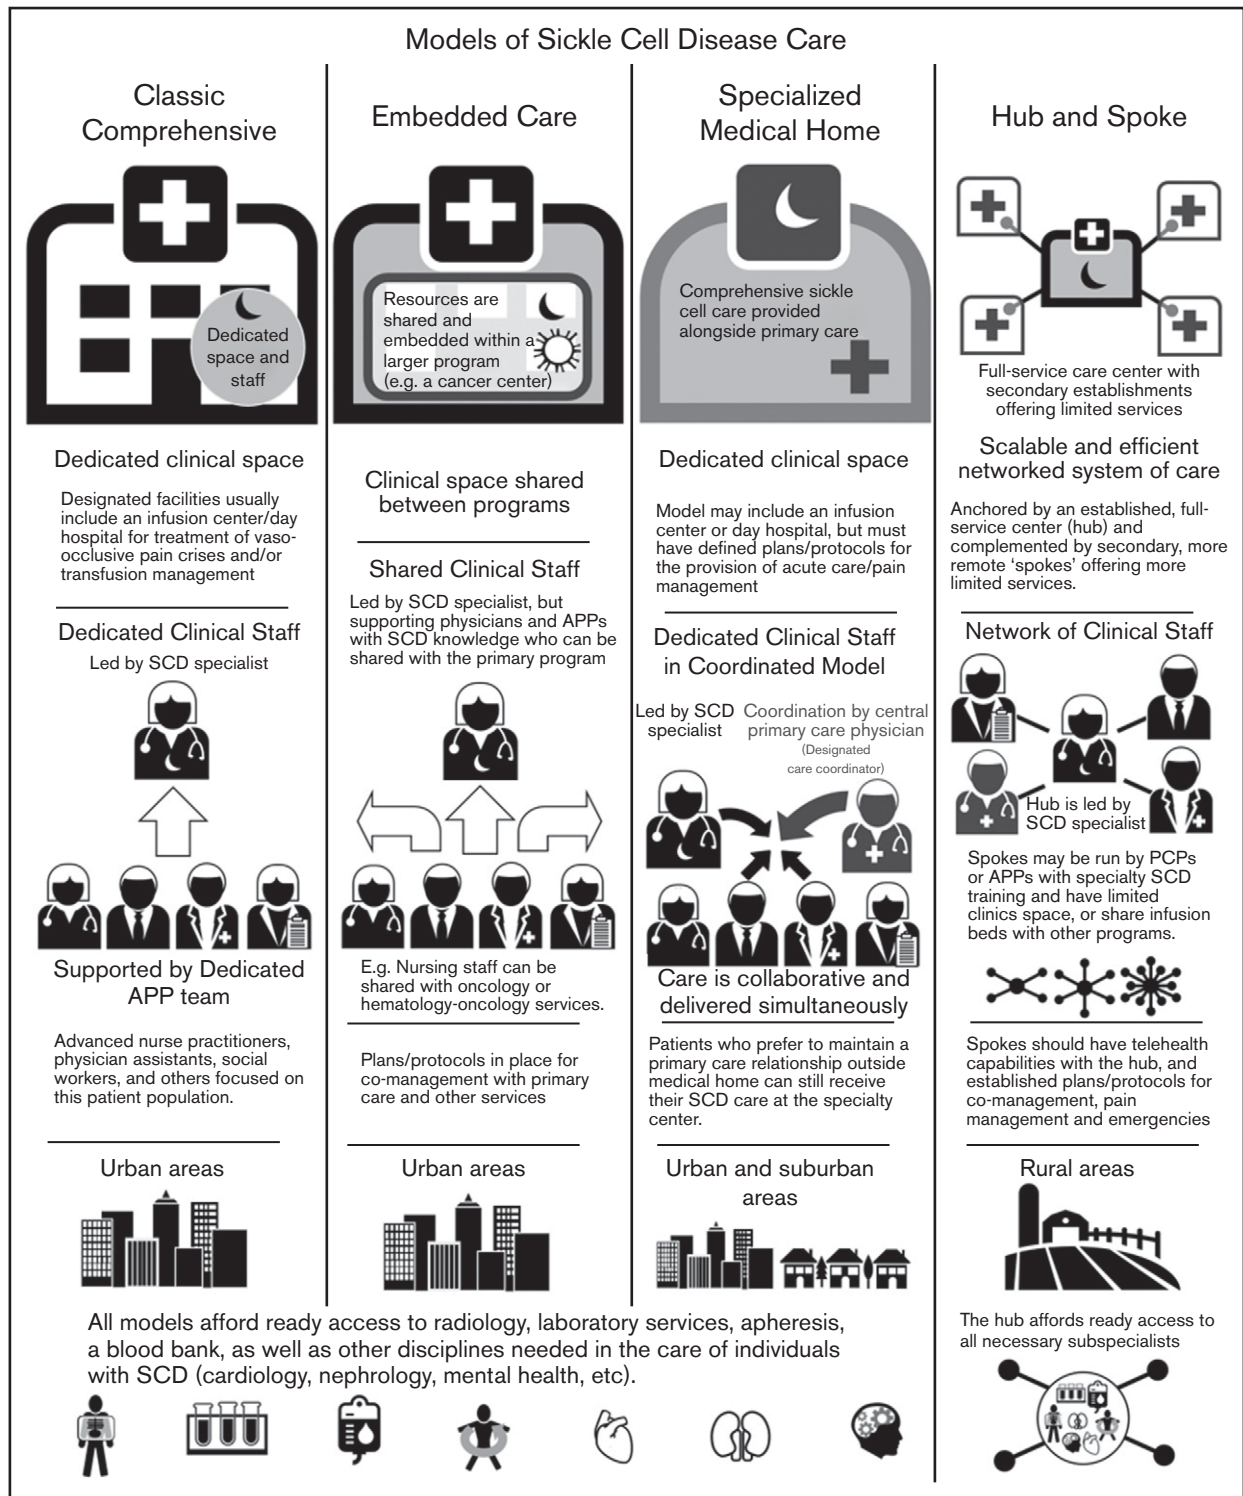 Models of Sickle Cell Disease Care
Classic
Comprehensive
Dedicated
space and
staff
Dedicated clinical space
Designated facilities usually
include an infusion center/day
hospital for treatment of vaso-
occlusive pain crises and/or
transfusion management
Dedicated Clinical Staff
Led by SCD specialist
Supported by Dedicated
APP team
Advanced nurse practitioners,
physician assistants, social
workers, and others focused on
this patient population.
Urban areas
Embedded Care
Resources are
shared and
embedded within a
larger program
(e.g. a cancer center)
Clinical space shared
between programs
Shared Clinical Staff
Led by SCD specialist, but
supporting physicians and APPs
with SCD knowledge who can be
shared with the primary program
E.g. Nursing staff can be
shared with oncology or
hematology-oncology services.
Plans/protocols in place for
co-management with primary
care and other services
Urban areas
Specialized
Medical Home
Comprehensive sickle
cell care provided
alongside primary care
Dedicated clinical space
Model may include an infusion
center or day hospital, but must
have defined plans/protocols for
the provision of acute care/pain
management
Dedicated Clinical Staff
in Coordinated Model
Led by SCD
specialist
Coordination by central
primary care physician
(Designated
care coordinator)
Care is collaborative and
delivered simultaneously
Patients who prefer to maintain a
primary care relationship outside
medical home can still receive
their SCD care at the specialty
center.
Urban and suburban
areas
Hub and Spoke
Full-service care center with
secondary establishments
offering limited services
Scalable and efficient
networked system of care
Anchored by an established, full-
service center (hub) and
complemented by secondary, more
remote 'spokes' offering more
limited services.
Network of Clinical Staff
Hub is led by
SCD specialist
Spokes may be run by PCPs
or APPs with specialty SCD
training and have limited
clinics space, or share infusion
beds with other programs.
Spokes should have telehealth
capabilities with the hub, and
established plans/protocols for
co-management, pain
management and emergencies
Rural areas
The hub affords ready access to
all necessary subspecialists
All models afford ready access to radiology, laboratory services, apheresis,
a blood bank, as well as other disciplines needed in the care of individuals
with SCD (cardiology, nephrology, mental health, etc).